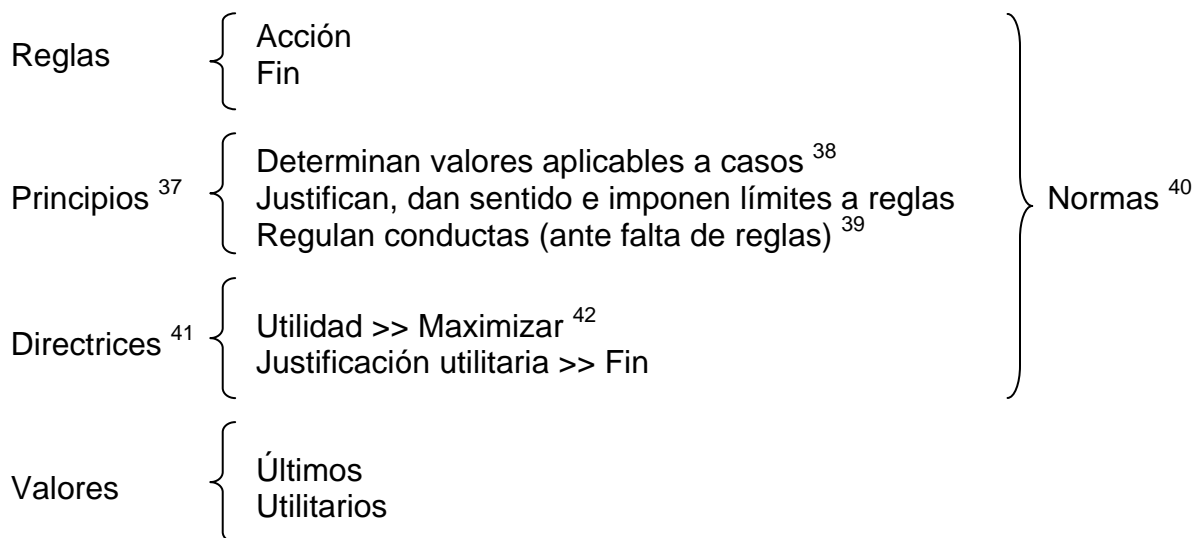 Reglas
Acción
Fin
Principios 37
Determinan valores aplicables a casos 38
Justifican, dan sentido e imponen límites a reglas
Regulan conductas (ante falta de reglas) 39
Normas 40
Directrices 41
Utilidad >> Maximizar 42
Justificación utilitaria >> Fin
Valores
Últimos
Utilitarios